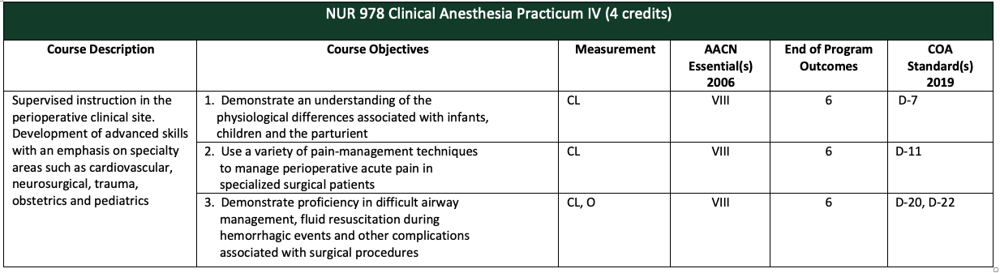 NUR 978 Clinical Anesthesia Practicum IV (4 credits)
Course Description
Course Objectives
Measurement
AACN
Essential(s)
2006
End of Program
Outcomes
COA
Standard(s)
2019
Supervised instruction in the
perioperative clinical site.
Development of advanced skills
with an emphasis on specialty
areas such as cardiovascular,
neurosurgical, trauma,
obstetrics and pediatrics
1. Demonstrate an understanding of the
physiological differences associated with infants,
children and the parturient
CL
VIII
6
D-7
2. Use a variety of pain-management techniques
to manage perioperative acute pain in
specialized surgical patients
CL
VIII
6
D-11
3. Demonstrate proficiency in difficult airway
management, fluid resuscitation during
hemorrhagic events and other complications
associated with surgical procedures
CL, O
VIII
6
D-20, D-22